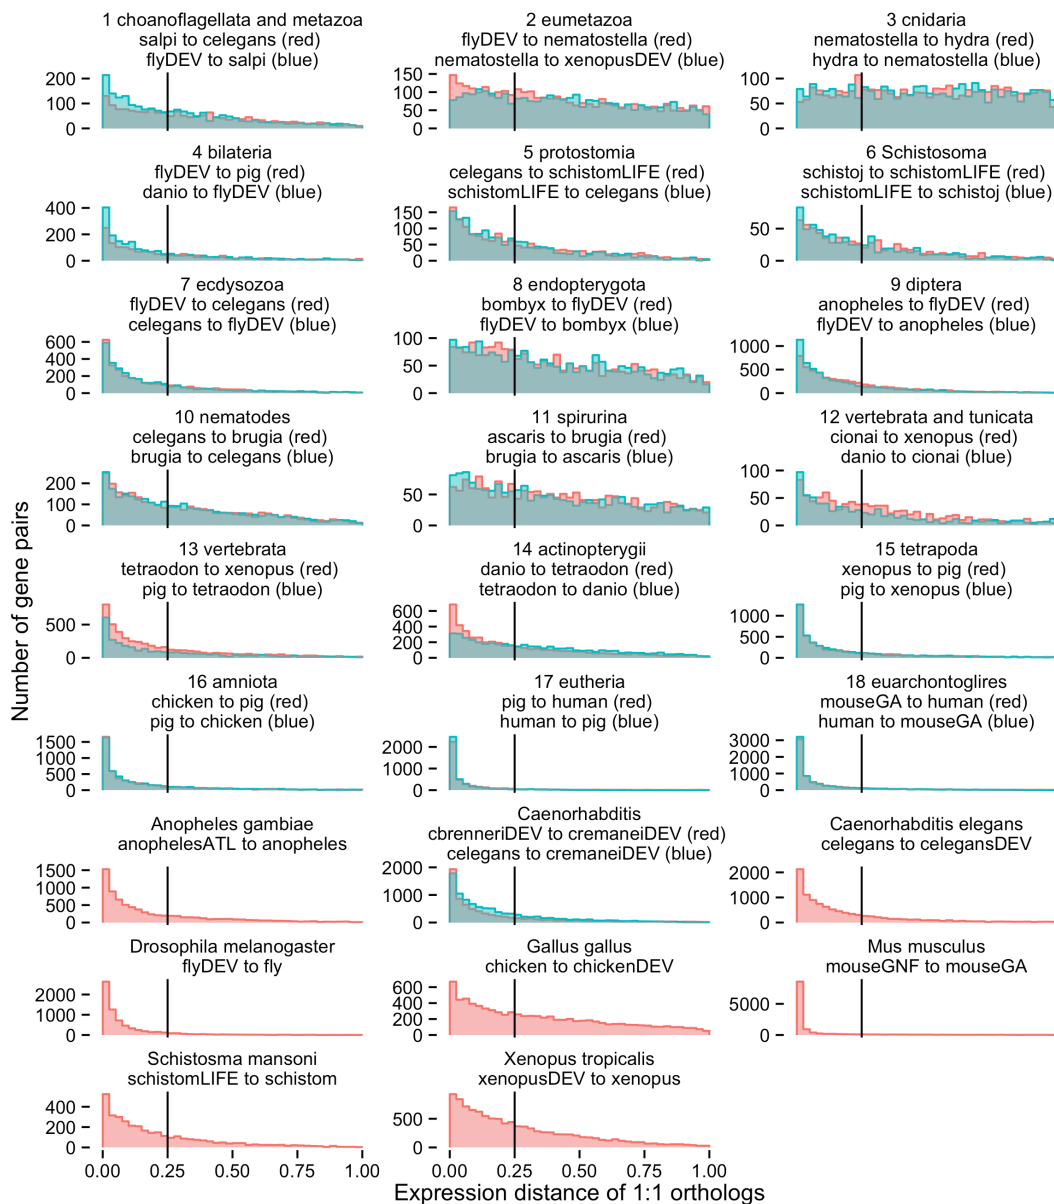 1 choanoflagellata and metazoa
salpi to celegans (red)
flyDEV to salpi (blue)
200
100
0
2 eumetazoa
flyDEV to nematostella (red)
nematostella to xenopusDEV (blue)
150
100
50
0
3 cnidaria
nematostella to hydra (red)
hydra to nematostella (blue)
100
50
0
4 bilateria
flyDEV to pig (red)
danio to flyDEV (blue)
400
200
0
5 protostomia
celegans to schistomLIFE (red)
schistomLIFE to celegans (blue)
150
100
50
0
6 Schistosoma
schistoj to schistomLIFE (red)
schistomLIFE to schistoj (blue)
50
0
7 ecdysozoa
flyDEV to celegans (red)
celegans to flyDEV (blue)
600
400
200
0
8 endopterygota
bombyx to flyDEV (red)
flyDEV to bombyx (blue)
100
50
0
9 diptera
anopheles to flyDEV (red)
flyDEV to anopheles (blue)
1000
500
0
10 nematodes
celegans to brugia (red)
brugia to celegans (blue)
200
100
0
11 spirurina
ascaris to brugia (red)
brugia to ascaris (blue)
50
0
12 vertebrata and tunicata
cionai to xenopus (red)
danio to cionai (blue)
100
50
0
13 vertebrata
tetraodon to xenopus (red)
pig to tetraodon (blue)
500
0
14 actinopterygii
danio to tetraodon (red)
tetraodon to danio (blue)
600
400
200
0
15 tetrapoda
xenopus to pig (red)
pig to xenopus (blue)
1000
500
0
16 amniota
chicken to pig (red)
pig to chicken (blue)
1500
1000
500
0
17 eutheria
pig to human (red)
human to pig (blue)
2000
1000
0
18 euarchontoglires
mouseGA to human (red)
human to mouseGA (blue)
3000
2000
1000
0
Anopheles gambiae
anophelesATL to anopheles
1500
1000
500
0
Caenorhabditis
cbrenneriDEV to cremaneiDEV (red)
celegans to cremaneiDEV (blue)
2000
1000
0
Caenorhabditis elegans
celegans to celegansDEV
2000
1000
0
Drosophila melanogaster
flyDEV to fly
2000
1000
0
Gallus gallus
chicken to chickenDEV
600
400
200
0
Mus musculus
mouseGNF to mouseGA
5000
0
Schistosma mansoni
schistomLIFE to schistom
400
200
0
Xenopus tropicalis
xenopusDEV to xenopus
500
0
0.00 0.25 0.50 0.75 1.00
0.00 0.25 0.50 0.75 1.00
Number of gene pairs
Expression distance of 1:1 orthologs